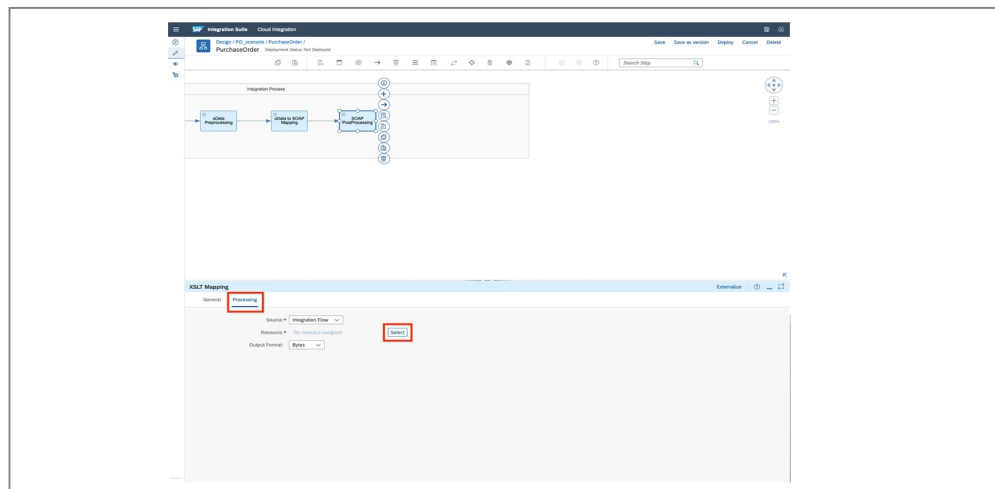 SAP Integration Suite Cloud Integration
Design / PO_scenario / PurchaseOrder /
PurchaseOrder Deployment Status: Not Deployed
Save Save as version Deploy Cancel Delete
Search Step
Integration Process
oData
Preprocessing
oData to SOAP
Mapping
SOAP
PostProcessing
100%
XSLT Mapping
Externalize
General Processing
Source:* Integration Flow
Resource:* No resource assigned Select
Output Format: Bytes